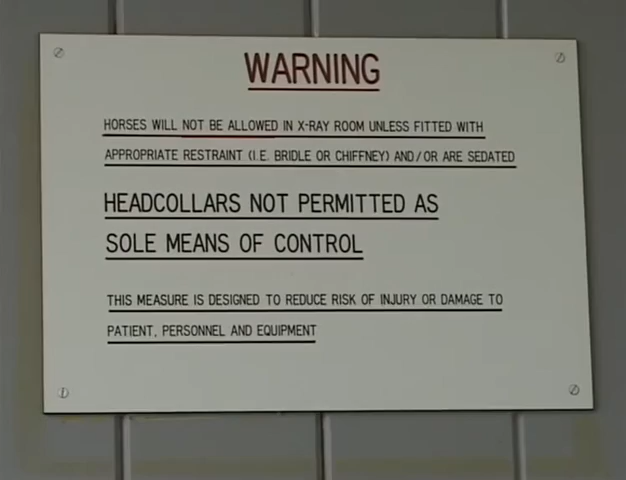 WARNING
HORSES WILL NOT BE ALLOWED IN X-RAY ROOM UNLESS FITTED WITH
APPROPRIATE RESTRAINT (I.E. BRIDLE OR CHIFFNEY) AND/OR ARE SEDATED
HEADCOLLARS NOT PERMITTED AS
SOLE MEANS OF CONTROL
THIS MEASURE IS DESIGNED TO REDUCE RISK OF INJURY OR DAMAGE TO
PATIENT, PERSONNEL AND EQUIPMENT